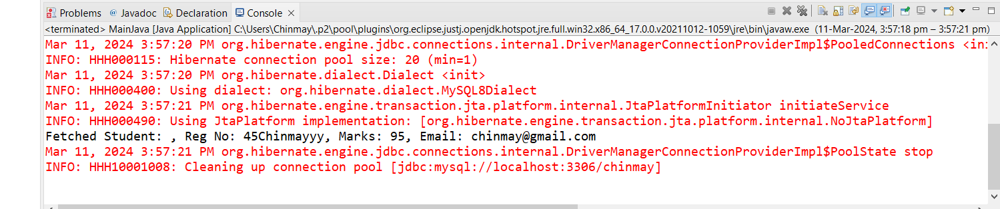 Problems @ Javadoc Declaration Console
<terminated> MainJava [Java Application] C:\Users\Chinmay\.p2\pool\plugins\org.eclipse.justj.openjdk.hotspot.jre.full.win32.x86_64_17.0.0.v20211012-1059\jre\bin\javaw.exe (11-Mar-2024, 3:57:18 pm – 3:57:21 pm)
Mar 11, 2024 3:57:20 PM org.hibernate.engine.jdbc.connections.internal.DriverManagerConnectionProviderImpl$PooledConnections <ini
INFO: HHH000115: Hibernate connection pool size: 20 (min=1)
Mar 11, 2024 3:57:20 PM org.hibernate.dialect.Dialect <init>
INFO: HHH000400: Using dialect: org.hibernate.dialect.MySQL8Dialect
Mar 11, 2024 3:57:21 PM org.hibernate.engine.transaction.jta.platform.internal.JtaPlatformInitiator initiateService
INFO: HHH000490: Using JtaPlatform implementation: [org.hibernate.engine.transaction.jta.platform.internal.NoJtaPlatform]
Fetched Student: , Reg No: 45Chinmayyy, Marks: 95, Email: chinmay@gmail.com
Mar 11, 2024 3:57:21 PM org.hibernate.engine.jdbc.connections.internal.DriverManagerConnectionProviderImpl$PoolState stop
INFO: HHH10001008: Cleaning up connection pool [jdbc:mysql://localhost:3306/chinmay]